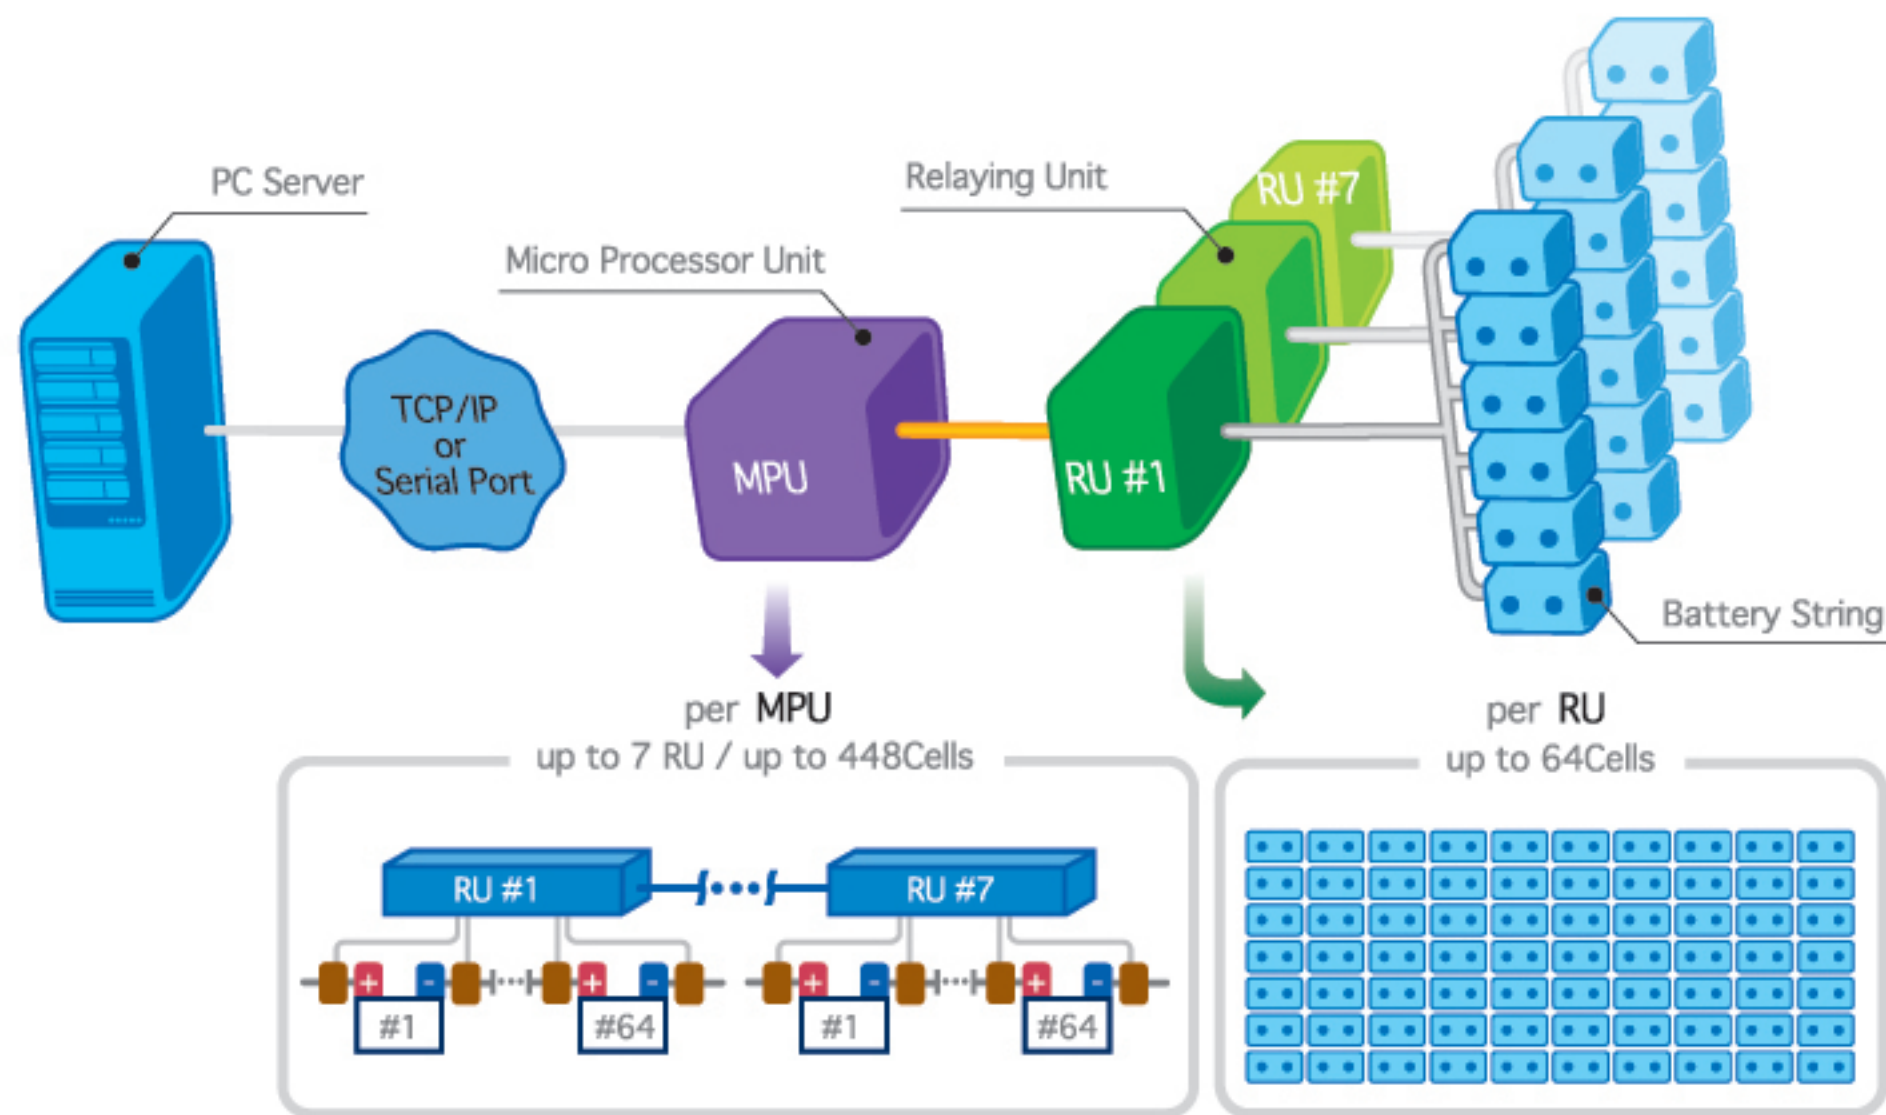 PC Server
Relaying Unit
RU #7
Micro Processor Unit
TCP/IP
or
Serial Port
MPU
RU #1
Battery String
per MPU
up to 7 RU / up to 448Cells
per RU
up to 64Cells
RU #1
RU #7
+ - + - + - + -
#1 #64 #1 #64